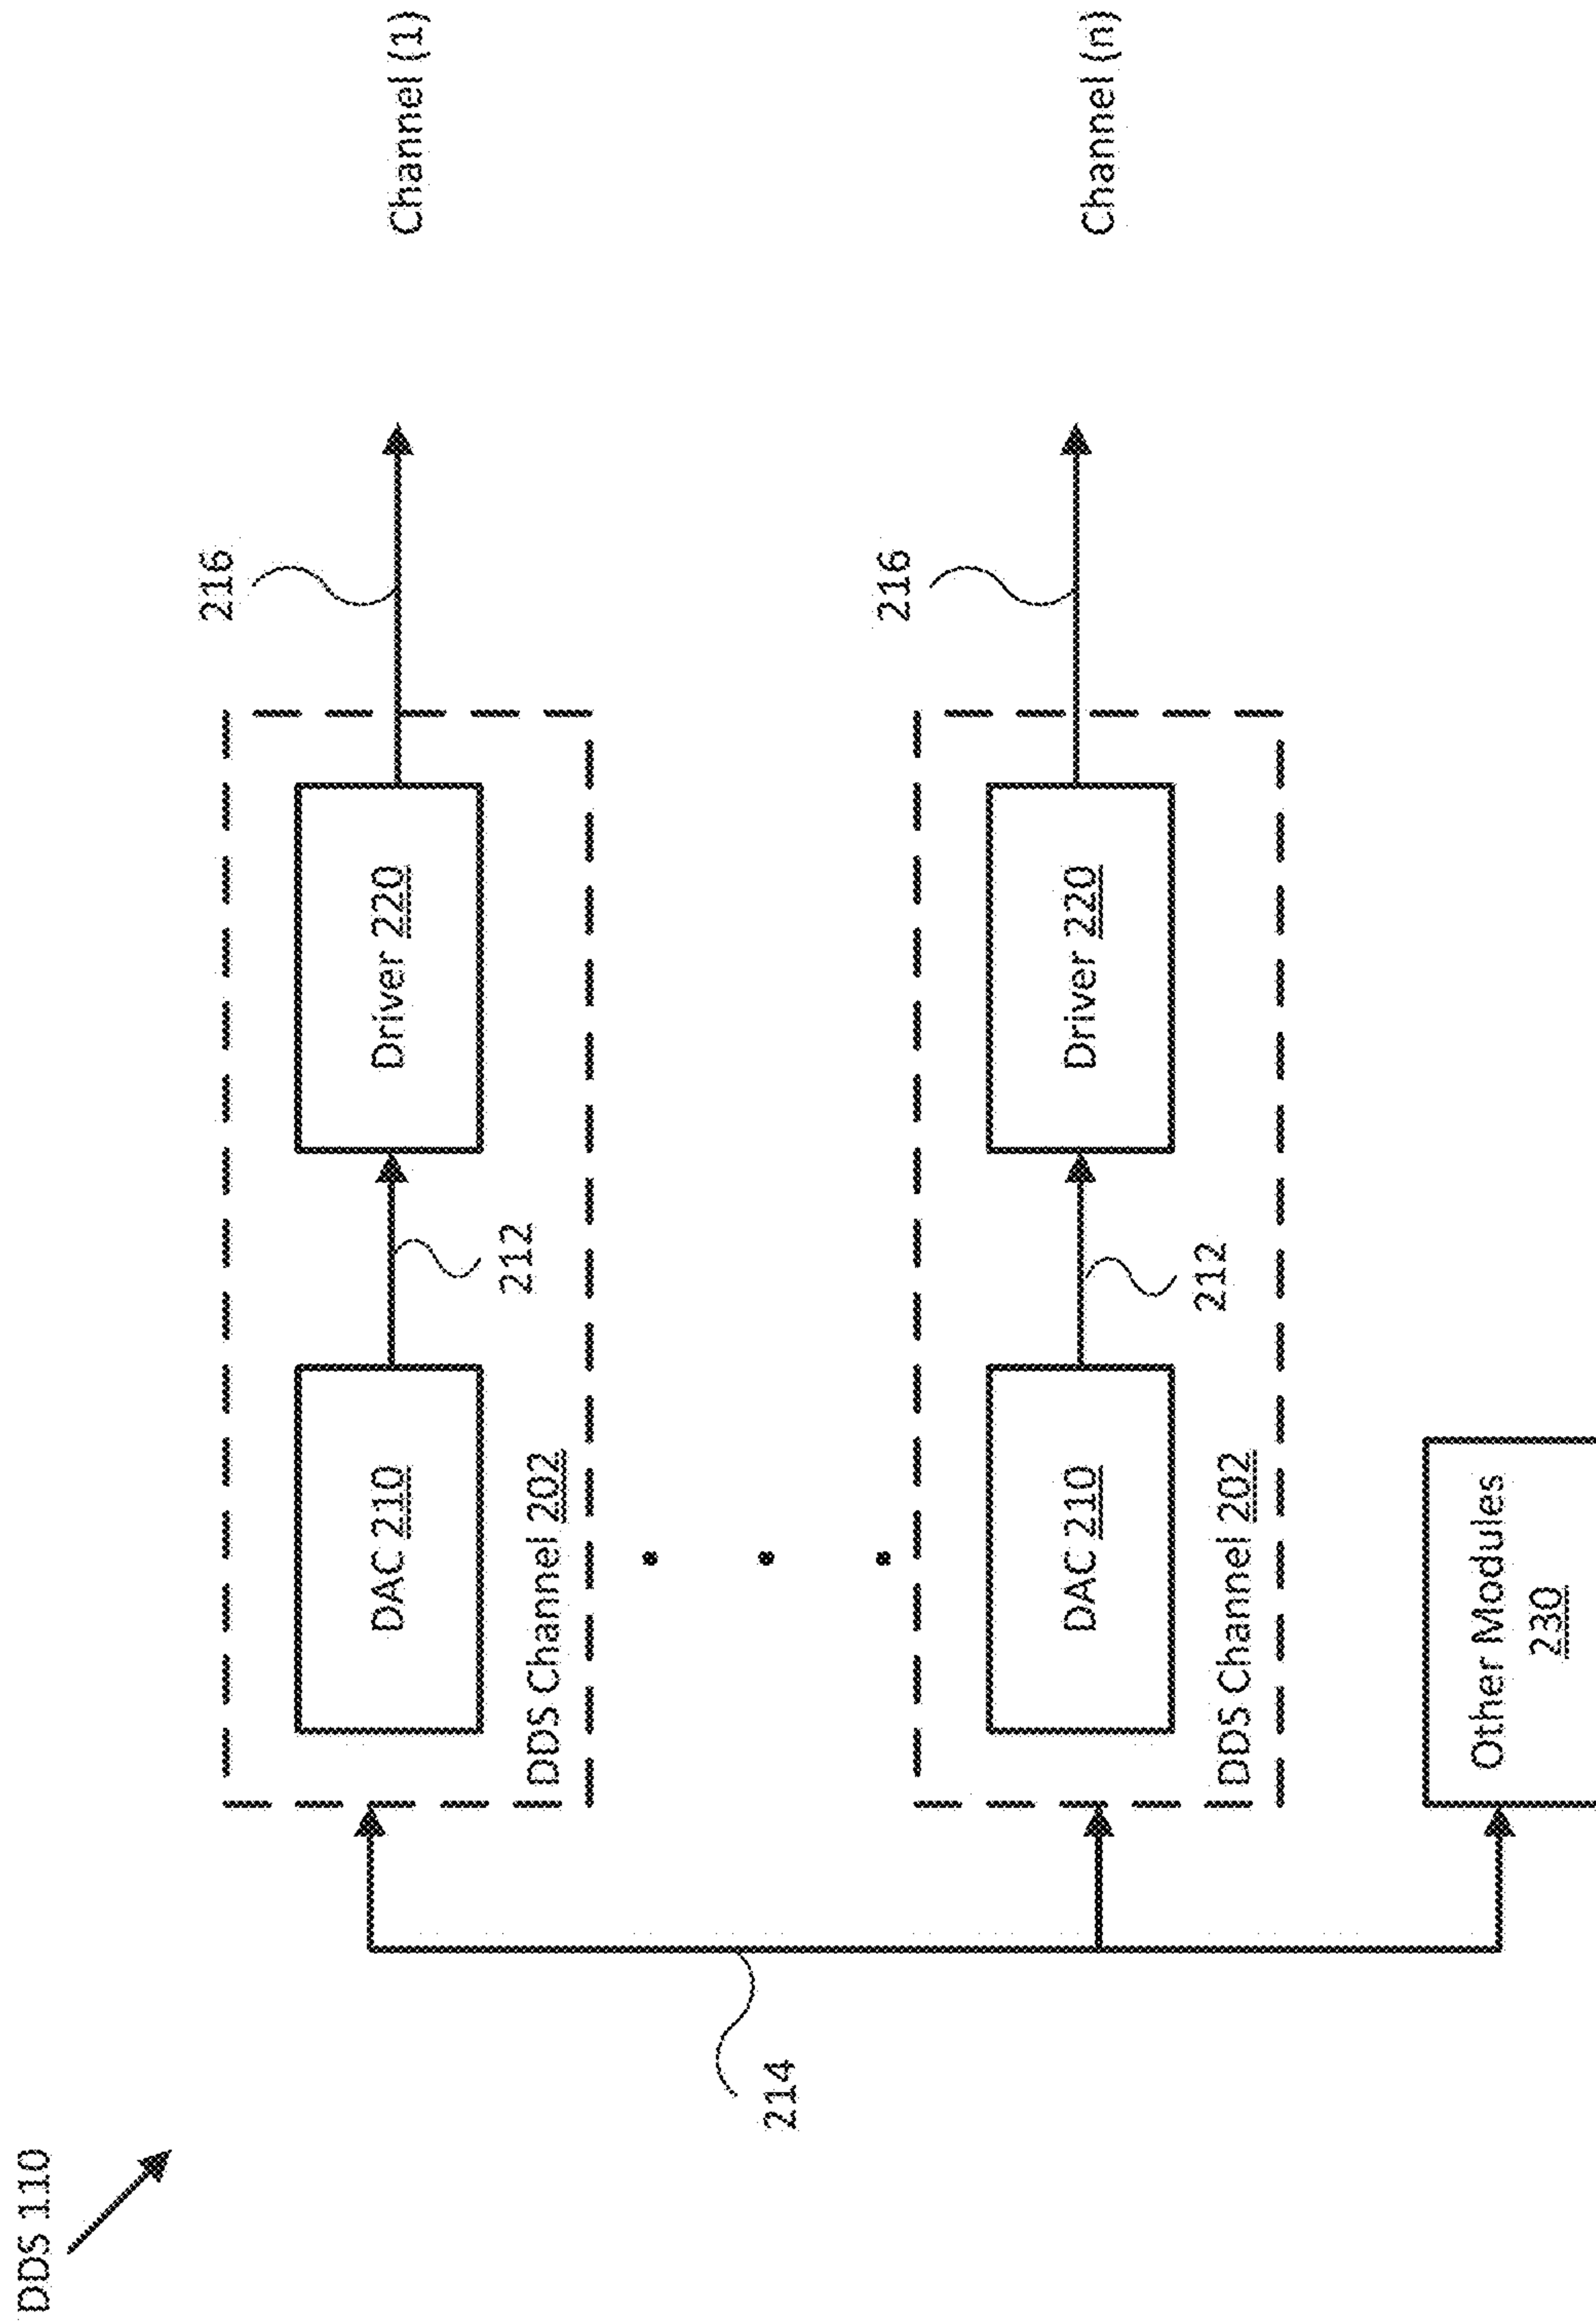 DDS 110
216
Channel (1)
DAC 210
Driver 220
212
DDS Channel 202
214
216
Channel (n)
DAC 210
Driver 220
212
DDS Channel 202
Other Modules
230